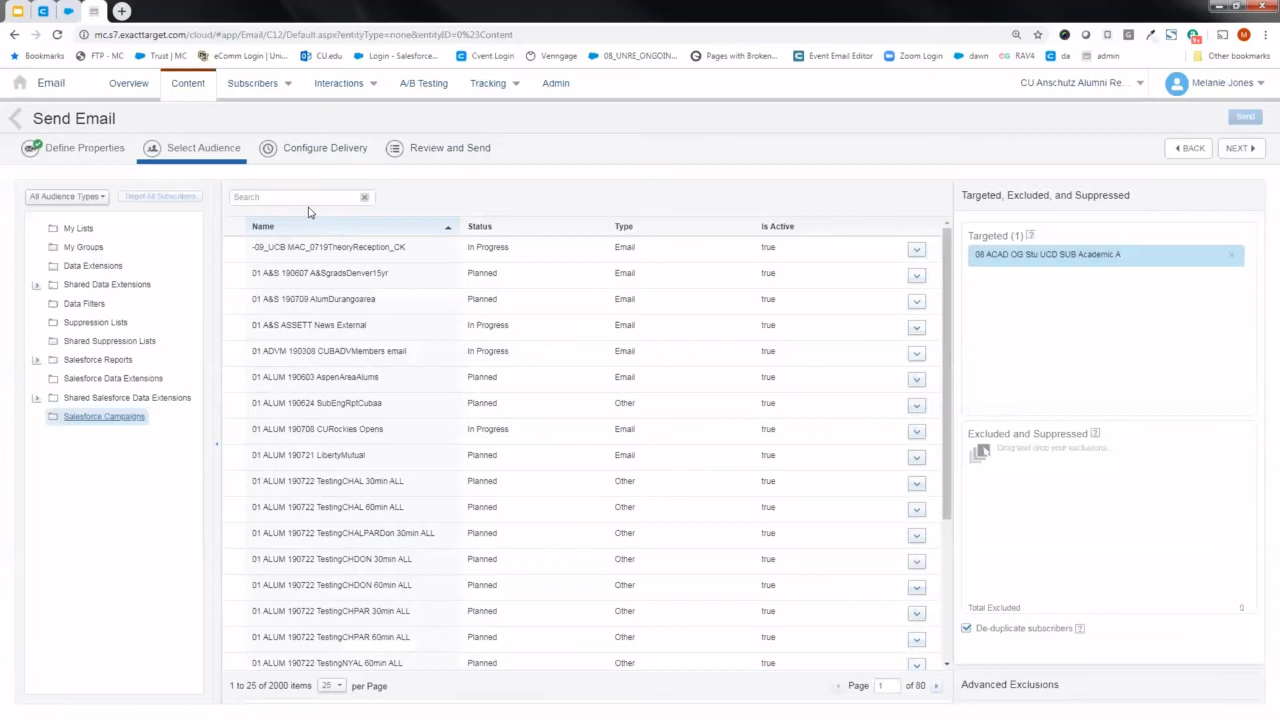 mc.s7.exacttarget.com/cloud/#app/Email/C12/Default.aspx?entityType=none&entityID=0%23Content
Bookmarks FTP - MC Trust | MC eComm Login | Uni... CU.edu Login - Salesforce... Cvent Login Venngage 08_UNRE_ONGOIN... Pages with Broken... Event Email Editor Zoom Login dawn RAV4 da admin Other bookmarks
Email Overview Content Subscribers Interactions A/B Testing Tracking Admin CU Anschutz Alumni Re... Melanie Jones
Send Email Send
Define Properties Select Audience Configure Delivery Review and Send BACK NEXT
All Audience Types Reset All Subscribers
My Lists
My Groups
Data Extensions
Shared Data Extensions
Data Filters
Suppression Lists
Shared Suppression Lists
Salesforce Reports
Salesforce Data Extensions
Shared Salesforce Data Extensions
Salesforce Campaigns
Search
Name Status Type Is Active
-09_UCB MAC_0719TheoryReception_CK In Progress Email true
01 A&S 190607 A&SgradsDenver15yr Planned Email true
01 A&S 190709 AlumDurangoarea Planned Email true
01 A&S ASSETT News External In Progress Email true
01 ADVM 190308 CUBADVMembers email In Progress Email true
01 ALUM 190603 AspenAreaAlums Planned Email true
01 ALUM 190624 SubEngRptCubaa Planned Other true
01 ALUM 190708 CURockies Opens In Progress Email true
01 ALUM 190721 LibertyMutual Planned Email true
01 ALUM 190722 TestingCHAL 30min ALL Planned Other true
01 ALUM 190722 TestingCHAL 60min ALL Planned Other true
01 ALUM 190722 TestingCHALPARDon 30min ALL Planned Other true
01 ALUM 190722 TestingCHDON 30min ALL Planned Other true
01 ALUM 190722 TestingCHDON 60min ALL Planned Other true
01 ALUM 190722 TestingCHPAR 30min ALL Planned Other true
01 ALUM 190722 TestingCHPAR 60min ALL Planned Other true
01 ALUM 190722 TestingNYAL 60min ALL Planned Other true
1 to 25 of 2000 items 25 per Page Page 1 of 80
Targeted, Excluded, and Suppressed
Targeted (1) ?
08 ACAD OG Stu UCD SUB Academic A
Excluded and Suppressed ?
Drag and drop your exclusions...
Total Excluded 0
De-duplicate subscribers ?
Advanced Exclusions